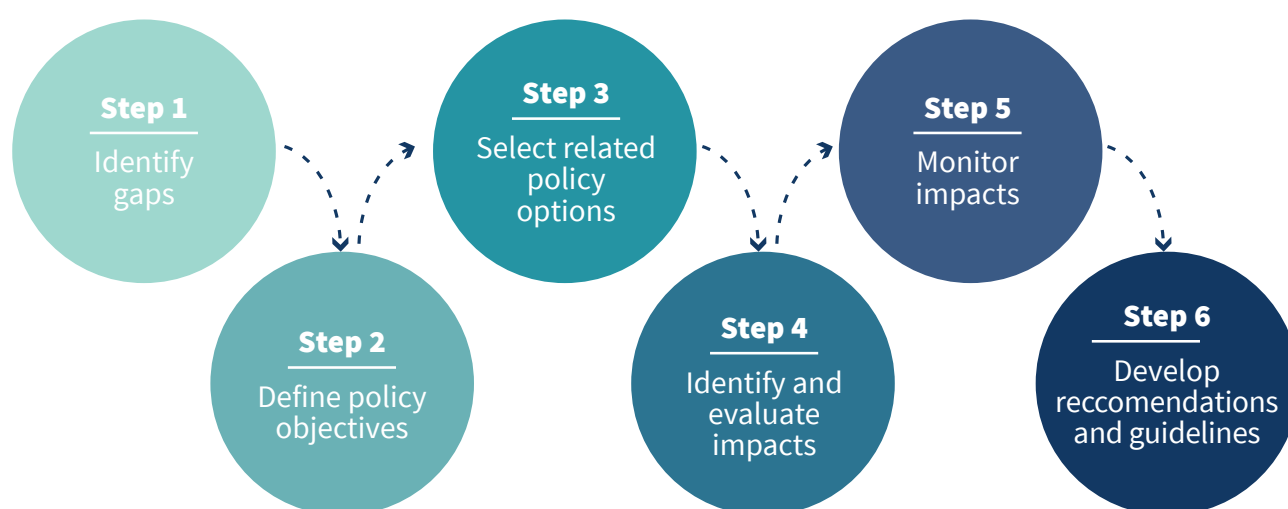 Step 1
Identify
gaps
Step 2
Define policy
objectives
Step 3
Select related
policy
options
Step 4
Identify and
evaluate
impacts
Step 5
Monitor
impacts
Step 6
Develop
reccomendations
and guidelines